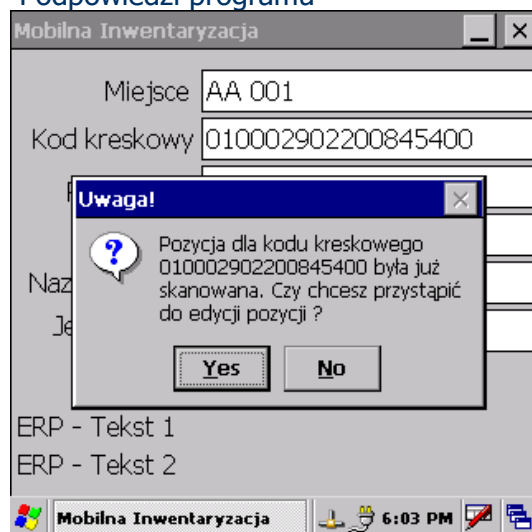 Podpowiedzi programu
Mobilna Inwentaryzacja
Miejsce AA 001
Kod kreskowy 010002902200845400
Uwaga!
Pozycja dla kodu kreskowego
010002902200845400 była już
skanowana. Czy chcesz przystąpić
do edycji pozycji ?
Naz
Je
Yes No
ERP - Tekst 1
ERP - Tekst 2
Mobilna Inwentaryzacja 6:03 PM